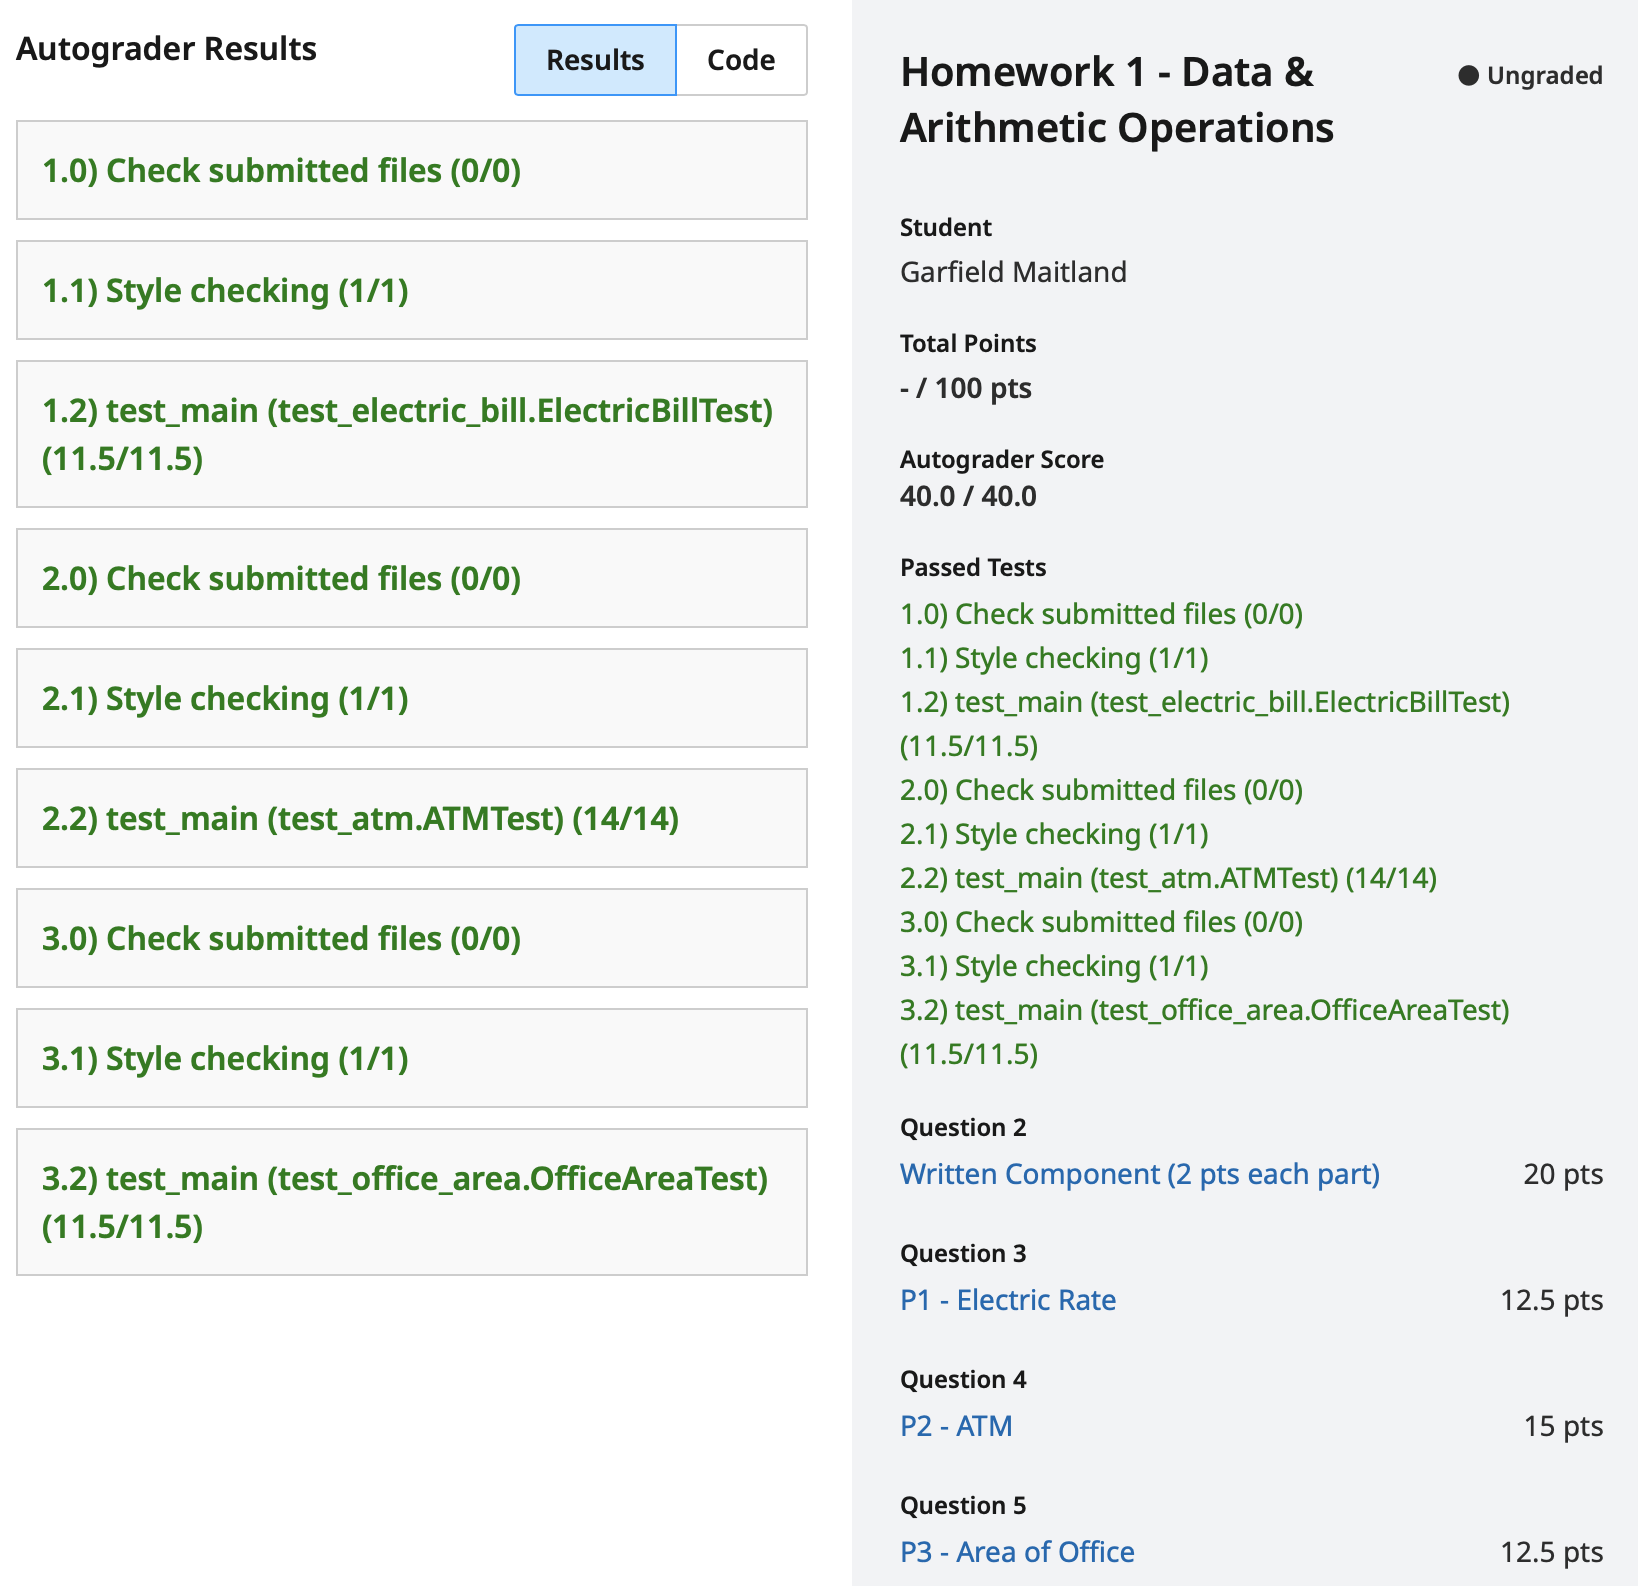 Autograder Results
Results
Code
1.0) Check submitted files (0/0)
1.1) Style checking (1/1)
1.2) test_main (test_electric_bill.ElectricBillTest)
(11.5/11.5)
2.0) Check submitted files (0/0)
2.1) Style checking (1/1)
2.2) test_main (test_atm.ATMTest) (14/14)
3.0) Check submitted files (0/0)
3.1) Style checking (1/1)
3.2) test_main (test_office_area.OfficeAreaTest)
(11.5/11.5)
Homework 1 - Data &
Arithmetic Operations
Ungraded
Student
Garfield Maitland
Total Points
- / 100 pts
Autograder Score
40.0 / 40.0
Passed Tests
1.0) Check submitted files (0/0)
1.1) Style checking (1/1)
1.2) test_main (test_electric_bill.ElectricBillTest)
(11.5/11.5)
2.0) Check submitted files (0/0)
2.1) Style checking (1/1)
2.2) test_main (test_atm.ATMTest) (14/14)
3.0) Check submitted files (0/0)
3.1) Style checking (1/1)
3.2) test_main (test_office_area.OfficeAreaTest)
(11.5/11.5)
Question 2
Written Component (2 pts each part) 20 pts
Question 3
P1 - Electric Rate 12.5 pts
Question 4
P2 - ATM 15 pts
Question 5
P3 - Area of Office 12.5 pts